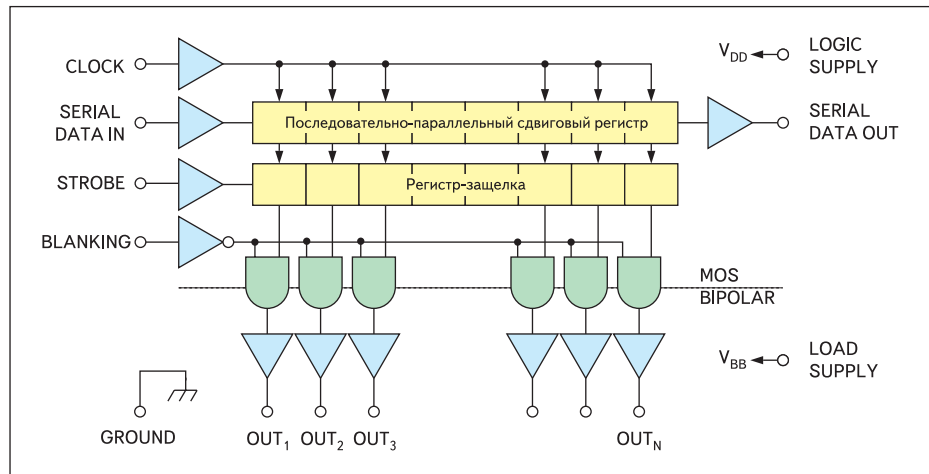 CLOCK
V_DD
LOGIC
SUPPLY
SERIAL
DATA IN
Последовательно-параллельный сдвиговый регистр
SERIAL
DATA OUT
STROBE
Регистр-защелка
BLANKING
MOS
BIPOLAR
V_BB
LOAD
SUPPLY
GROUND
OUT₁
OUT₂
OUT₃
OUT_N